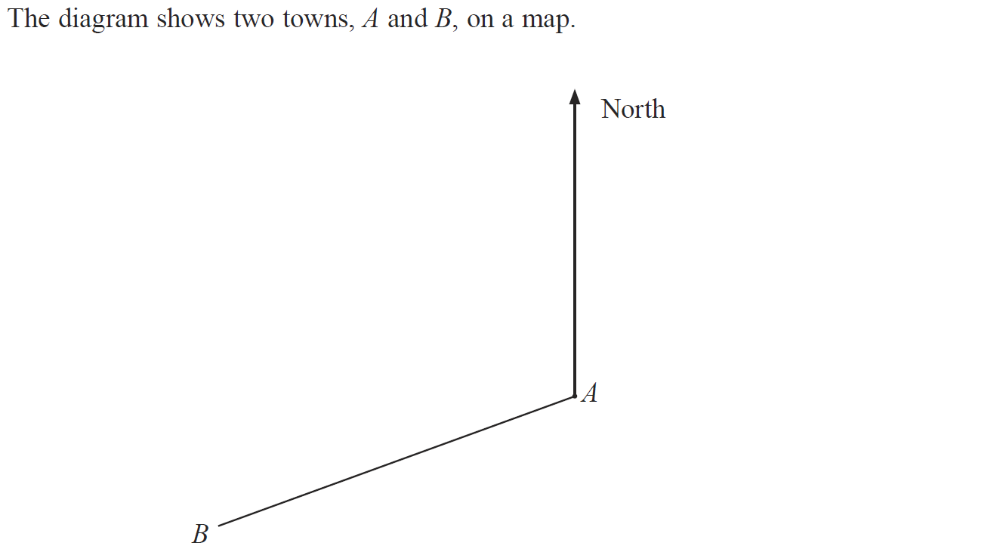 The diagram shows two towns, A and B, on a map.
North
A
B